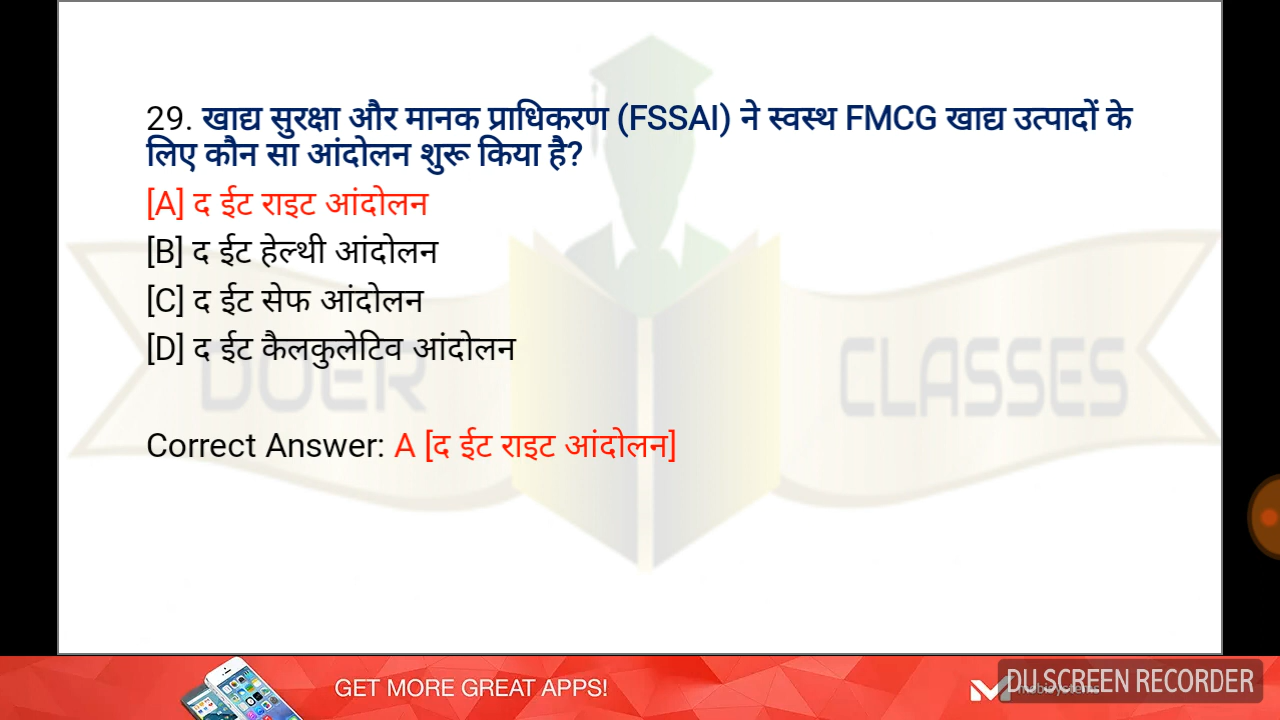 29. खाद्य सुरक्षा और मानक प्राधिकरण (FSSAI) ने स्वस्थ FMCG खाद्य उत्पादों के
लिए कौन सा आंदोलन शुरू किया है?
[A] द ईट राइट आंदोलन
[B] द ईट हेल्थी आंदोलन
[C] द ईट सेफ आंदोलन
[D] द ईट कैलकुलेटिव आंदोलन
DOER CLASSES
Correct Answer: A [द ईट राइट आंदोलन]
GET MORE GREAT APPS!
mobisystems
DU SCREEN RECORDER